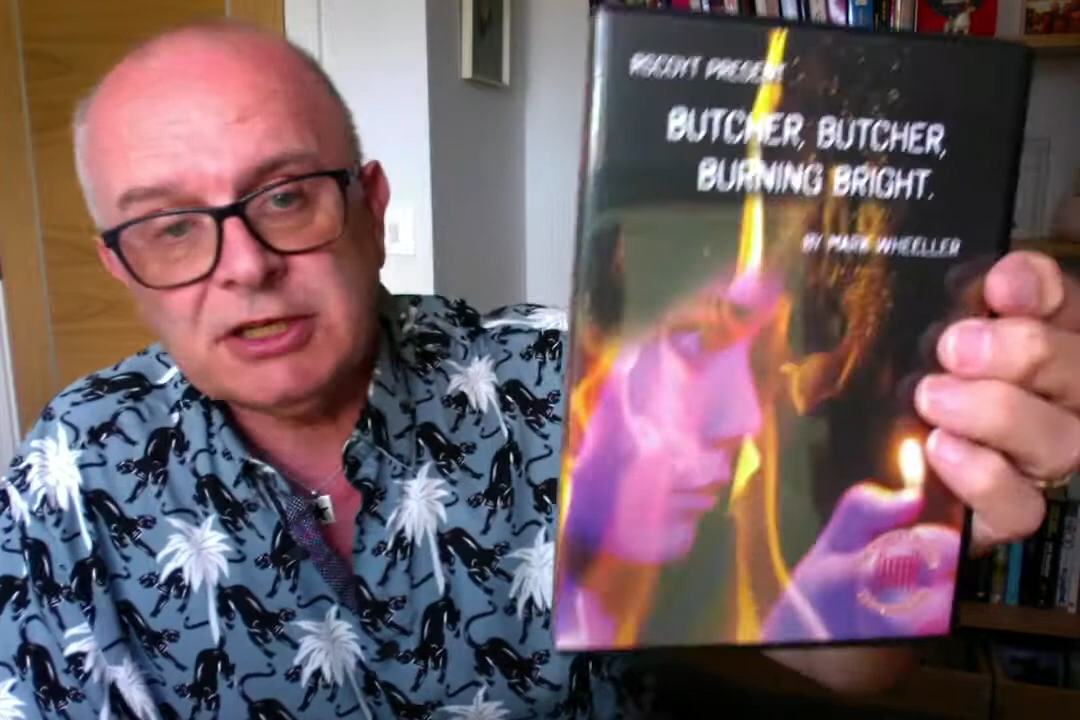 RSCOYT PRESENT
BUTCHER, BUTCHER,
BURNING BRIGHT.
BY MARK WHEELLER